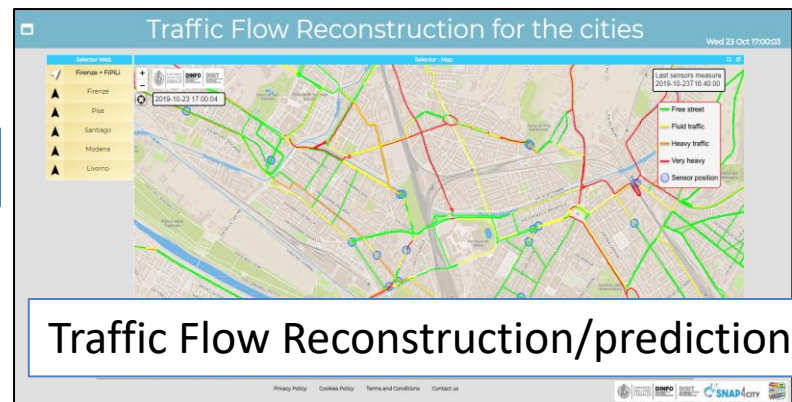 Traffic Flow Reconstruction for the cities
Wed 23 Oct 17:00:03
Selector Web
Selector - Map
Firenze + FiPiLi
Firenze
Pisa
Santiago
Modena
Livorno
+
-
DINFO
DISIT
2019-10-23 17:00:04
Last sensors measure
2019-10-23T16:40:00
Free street
Fluid traffic
Heavy traffic
Very heavy
Sensor position
Traffic Flow Reconstruction/prediction
Privacy Policy Cookies Policy Terms and Conditions Contact us
DINFO DISIT SNAP4CITY